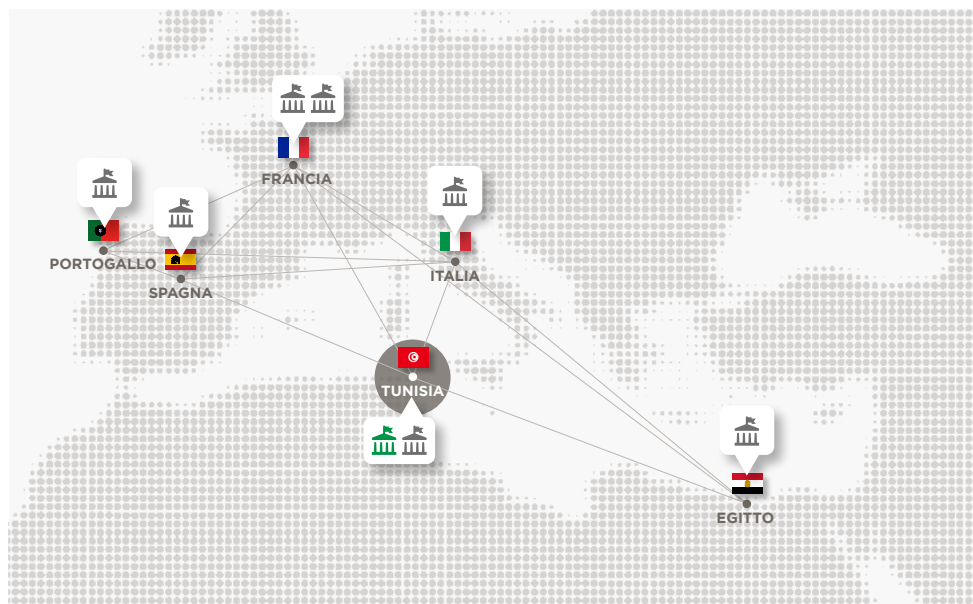 FRANCIA
PORTOGALLO
SPAGNA
ITALIA
TUNISIA
EGITTO